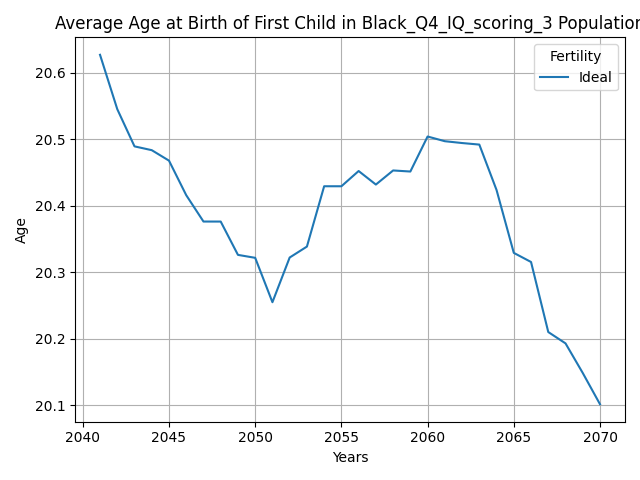 Average Age at Birth of First Child in Black_Q4_IQ_scoring_3 Population
Fertility
Ideal
20.6
20.5
20.4
20.3
20.2
20.1
Age
2040 2045 2050 2055 2060 2065 2070
Years